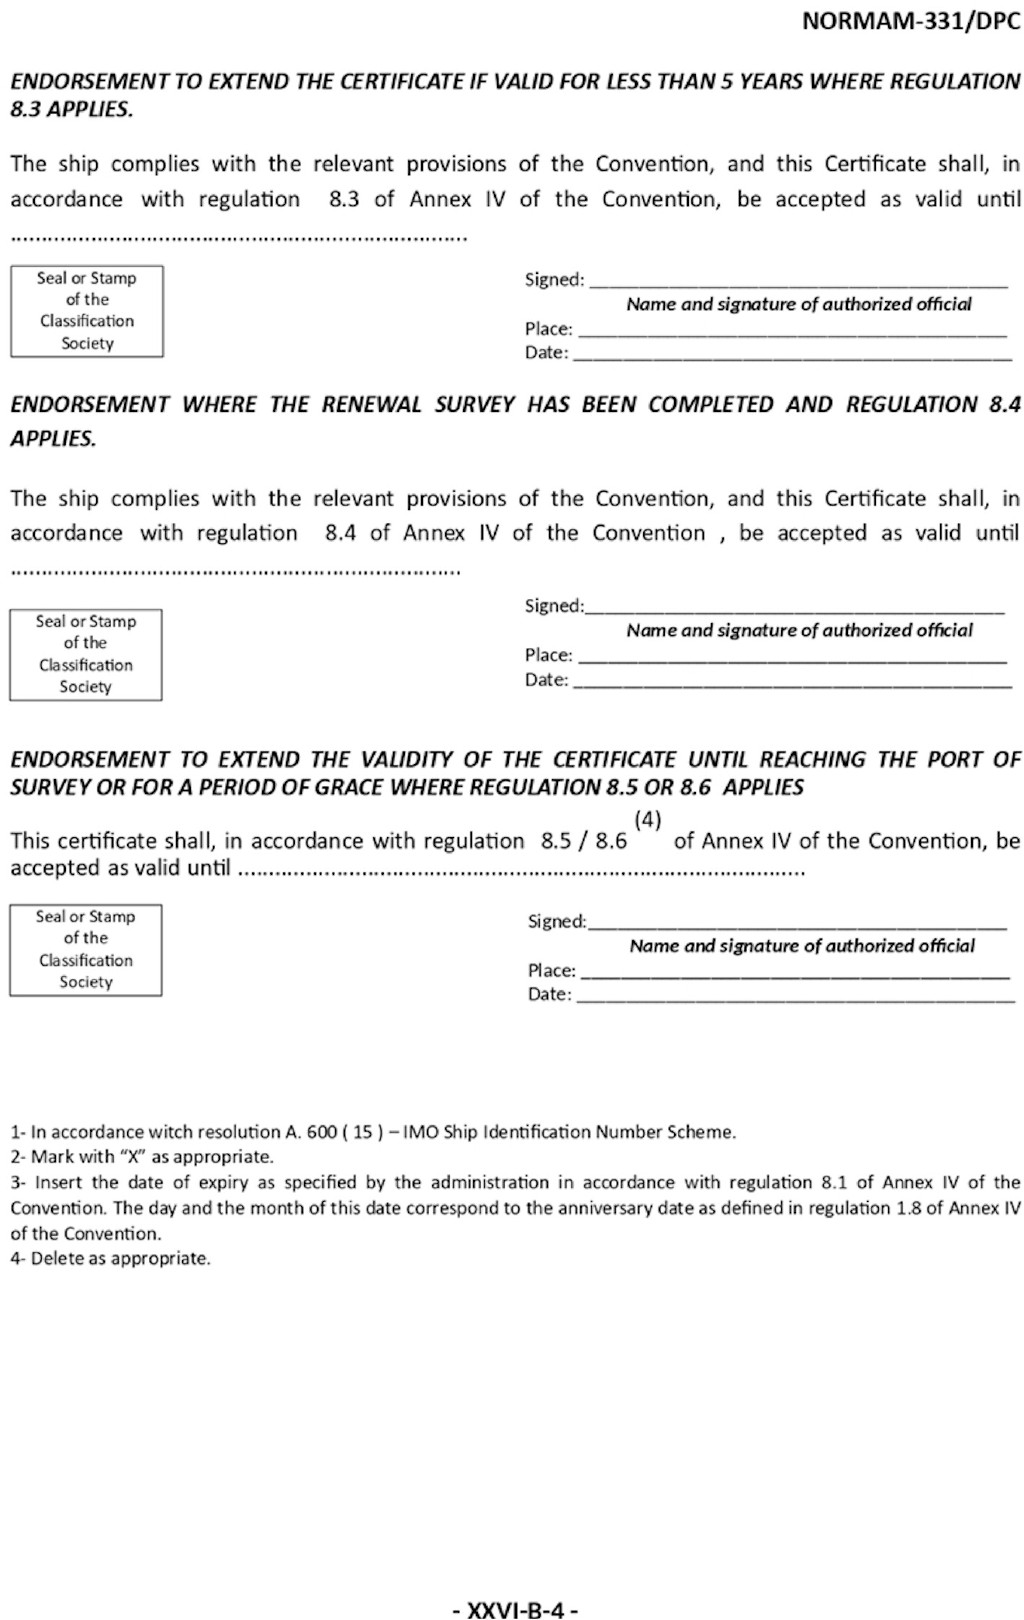 NORMAM-331/DPC
ENDORSEMENT TO EXTEND THE CERTIFICATE IF VALID FOR LESS THAN 5 YEARS WHERE REGULATION
8.3 APPLIES.
The ship complies with the relevant provisions of the Convention, and this Certificate shall, in
accordance with regulation 8.3 of Annex IV of the Convention, be accepted as valid until
...........................................................................
Seal or Stamp
of the
Classification
Society
Signed: ___________________________________________
Name and signature of authorized official
Place: ____________________________________________
Date: _____________________________________________
ENDORSEMENT WHERE THE RENEWAL SURVEY HAS BEEN COMPLETED AND REGULATION 8.4
APPLIES.
The ship complies with the relevant provisions of the Convention, and this Certificate shall, in
accordance with regulation 8.4 of Annex IV of the Convention , be accepted as valid until
..........................................................................
Seal or Stamp
of the
Classification
Society
Signed:___________________________________________
Name and signature of authorized official
Place: ____________________________________________
Date: _____________________________________________
ENDORSEMENT TO EXTEND THE VALIDITY OF THE CERTIFICATE UNTIL REACHING THE PORT OF
SURVEY OR FOR A PERIOD OF GRACE WHERE REGULATION 8.5 OR 8.6 APPLIES
This certificate shall, in accordance with regulation 8.5 / 8.6 (4) of Annex IV of the Convention, be
accepted as valid until ............................................................................................
Seal or Stamp
of the
Classification
Society
Signed:___________________________________________
Name and signature of authorized official
Place: ____________________________________________
Date: _____________________________________________
1- In accordance witch resolution A. 600 ( 15 ) – IMO Ship Identification Number Scheme.
2- Mark with “X” as appropriate.
3- Insert the date of expiry as specified by the administration in accordance with regulation 8.1 of Annex IV of the
Convention. The day and the month of this date correspond to the anniversary date as defined in regulation 1.8 of Annex IV
of the Convention.
4- Delete as appropriate.
- XXVI-B-4 -